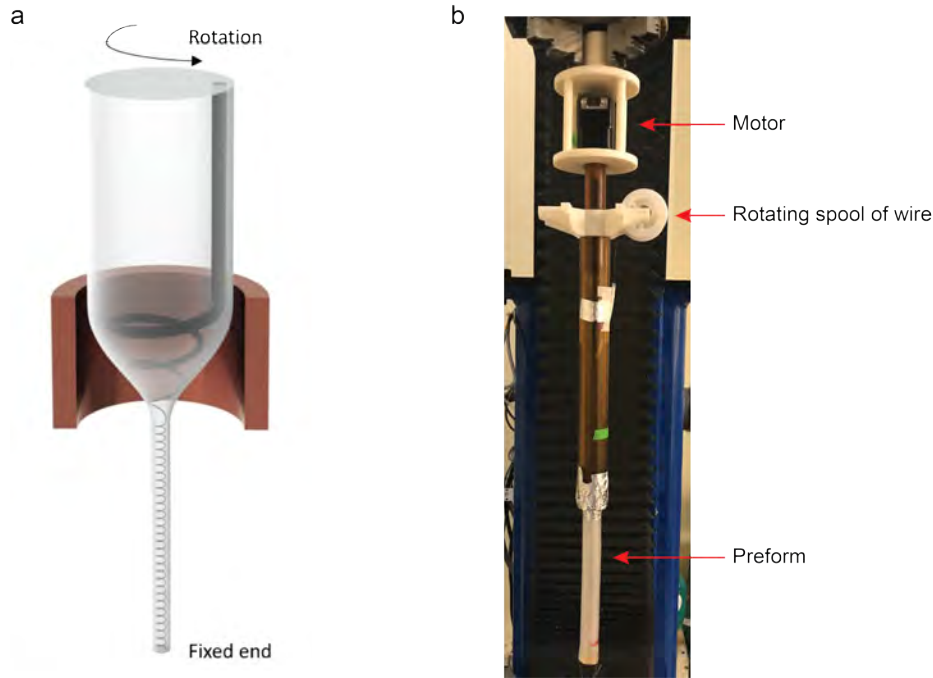 a
Rotation
Fixed end
b
Motor
Rotating spool of wire
Preform